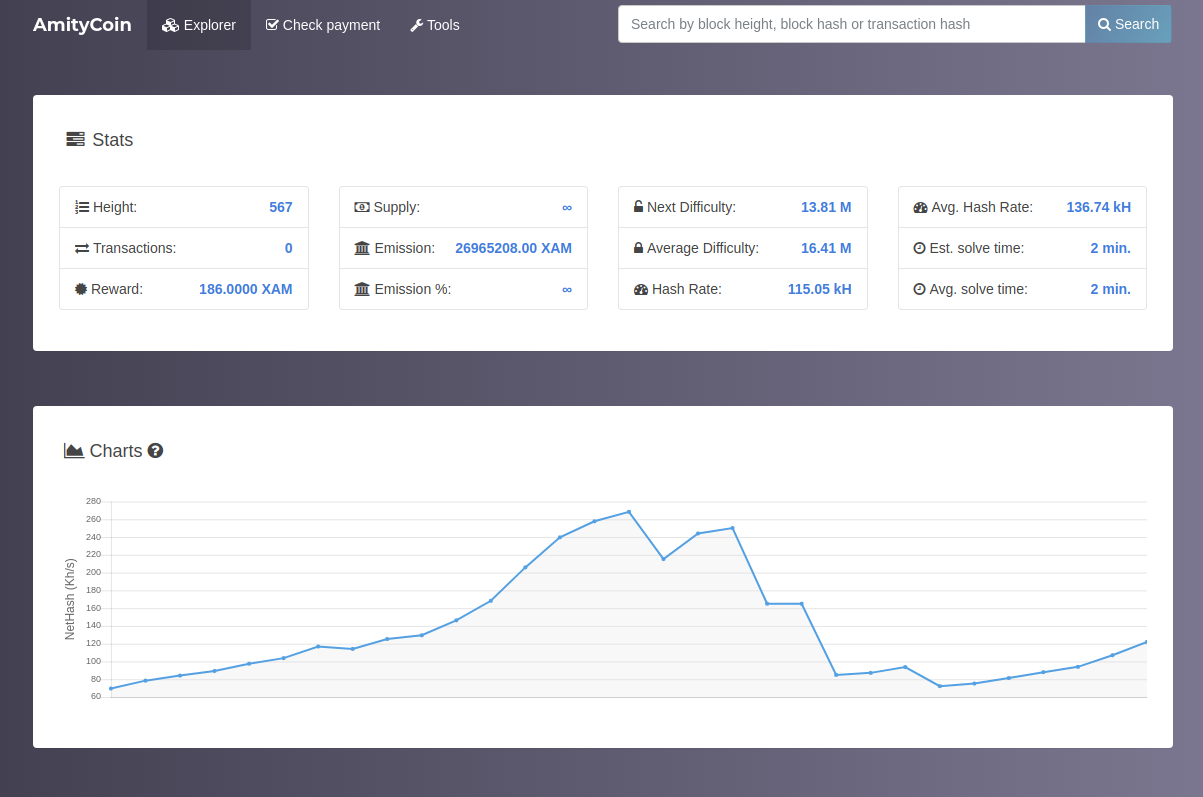 AmityCoin Explorer Check payment Tools Search by block height, block hash or transaction hash Search
Stats
Height: 567
Transactions: 0
Reward: 186.0000 XAM
Supply: ∞
Emission: 26965208.00 XAM
Emission %: ∞
Next Difficulty: 13.81 M
Average Difficulty: 16.41 M
Hash Rate: 115.05 kH
Avg. Hash Rate: 136.74 kH
Est. solve time: 2 min.
Avg. solve time: 2 min.
Charts
NetHash (Kh/s)
280
260
240
220
200
180
160
140
120
100
80
60